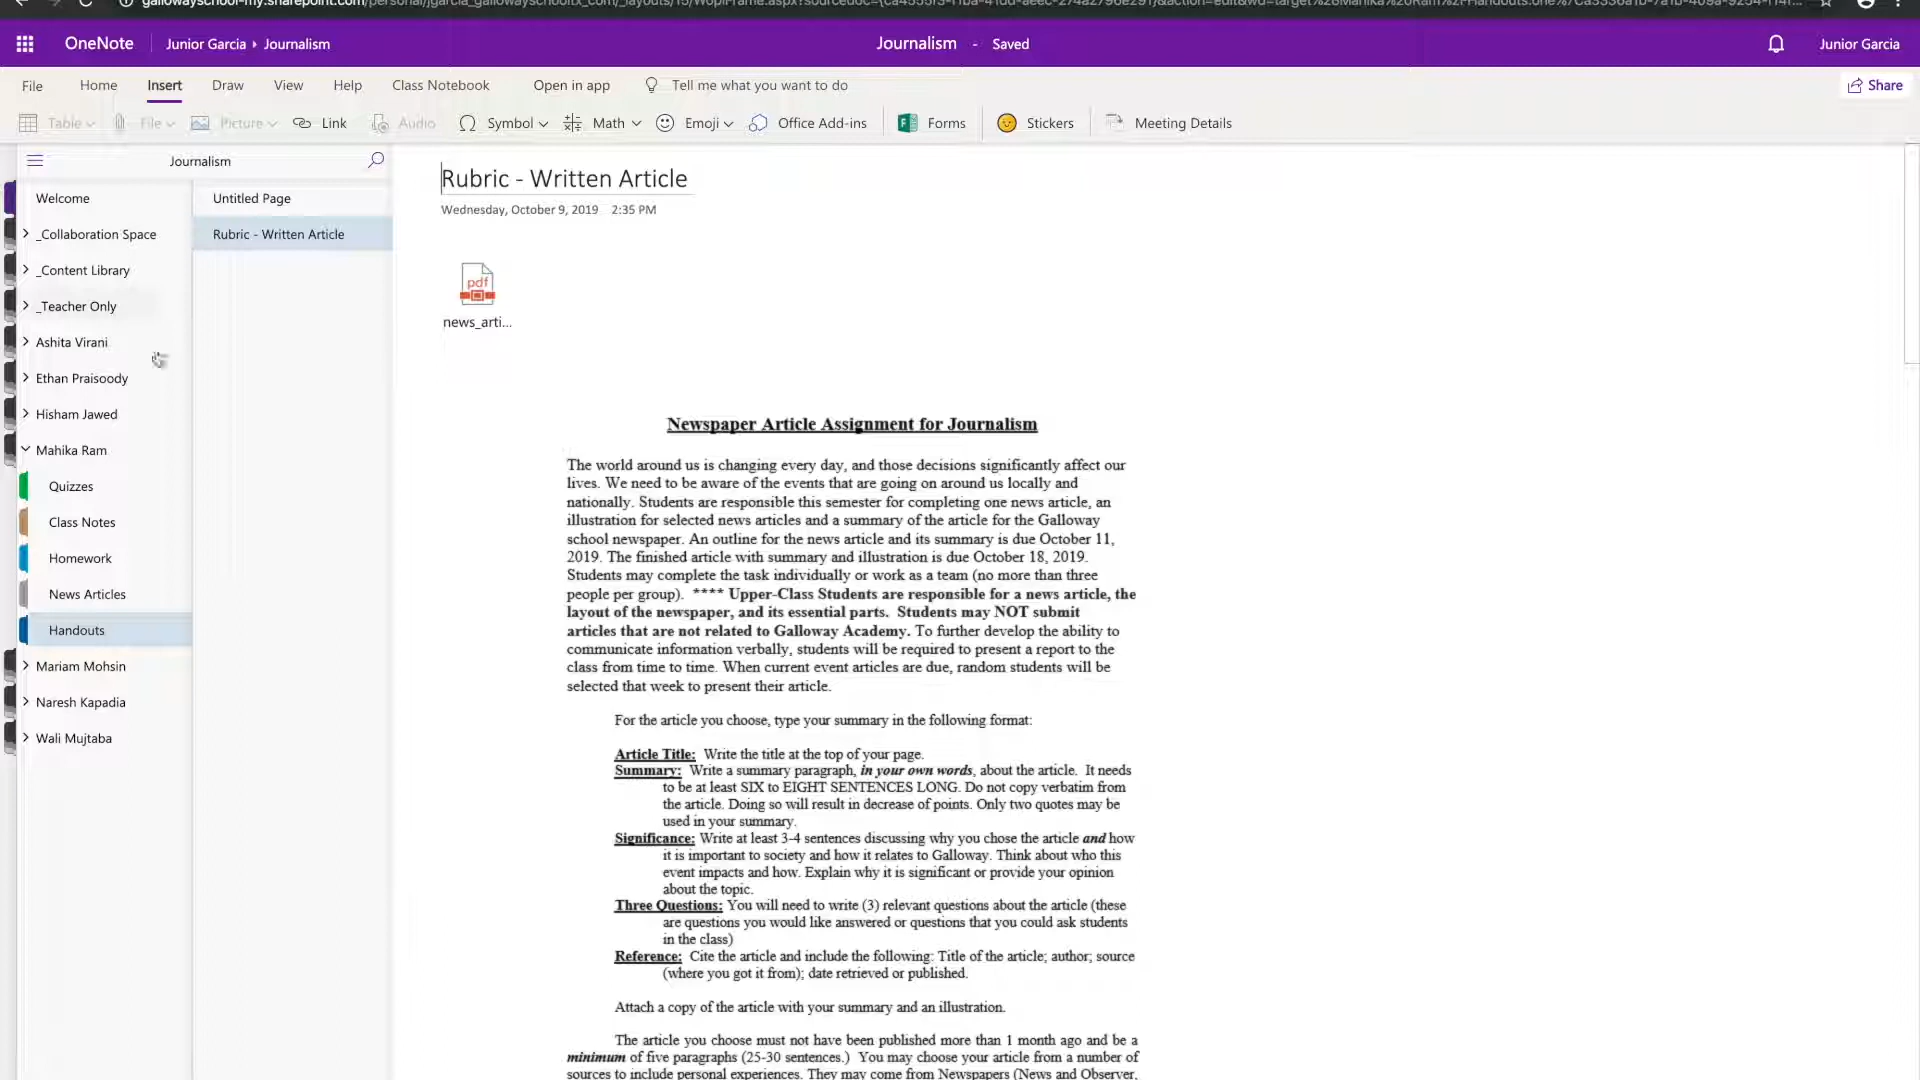 OneNote
Junior Garcia › Journalism
Journalism - Saved
Junior Garcia
File Home Insert Draw View Help Class Notebook Open in app Tell me what you want to do Share
Table File Picture Link Audio Symbol Math Emoji Office Add-ins Forms Stickers Meeting Details
Journalism
Welcome
_Collaboration Space
_Content Library
_Teacher Only
Ashita Virani
Ethan Praisoody
Hisham Jawed
Mahika Ram
Quizzes
Class Notes
Homework
News Articles
Handouts
Mariam Mohsin
Naresh Kapadia
Wali Mujtaba
Untitled Page
Rubric - Written Article
Rubric - Written Article
Wednesday, October 9, 2019 2:35 PM
pdf
news_arti...
Newspaper Article Assignment for Journalism
The world around us is changing every day, and those decisions significantly affect our
lives. We need to be aware of the events that are going on around us locally and
nationally. Students are responsible this semester for completing one news article, an
illustration for selected news articles and a summary of the article for the Galloway
school newspaper. An outline for the news article and its summary is due October 11,
2019. The finished article with summary and illustration is due October 18, 2019.
Students may complete the task individually or work as a team (no more than three
people per group). **** Upper-Class Students are responsible for a news article, the
layout of the newspaper, and its essential parts. Students may NOT submit
articles that are not related to Galloway Academy. To further develop the ability to
communicate information verbally, students will be required to present a report to the
class from time to time. When current event articles are due, random students will be
selected that week to present their article.
For the article you choose, type your summary in the following format:
Article Title: Write the title at the top of your page.
Summary: Write a summary paragraph, in your own words, about the article. It needs
to be at least SIX to EIGHT SENTENCES LONG. Do not copy verbatim from
the article. Doing so will result in decrease of points. Only two quotes may be
used in your summary.
Significance: Write at least 3-4 sentences discussing why you chose the article and how
it is important to society and how it relates to Galloway. Think about who this
event impacts and how. Explain why it is significant or provide your opinion
about the topic.
Three Questions: You will need to write (3) relevant questions about the article (these
are questions you would like answered or questions that you could ask students
in the class)
Reference: Cite the article and include the following: Title of the article; author; source
(where you got it from); date retrieved or published.
Attach a copy of the article with your summary and an illustration.
The article you choose must not have been published more than 1 month ago and be a
minimum of five paragraphs (25-30 sentences.) You may choose your article from a number of
sources to include personal experiences. They may come from Newspapers (News and Observer,